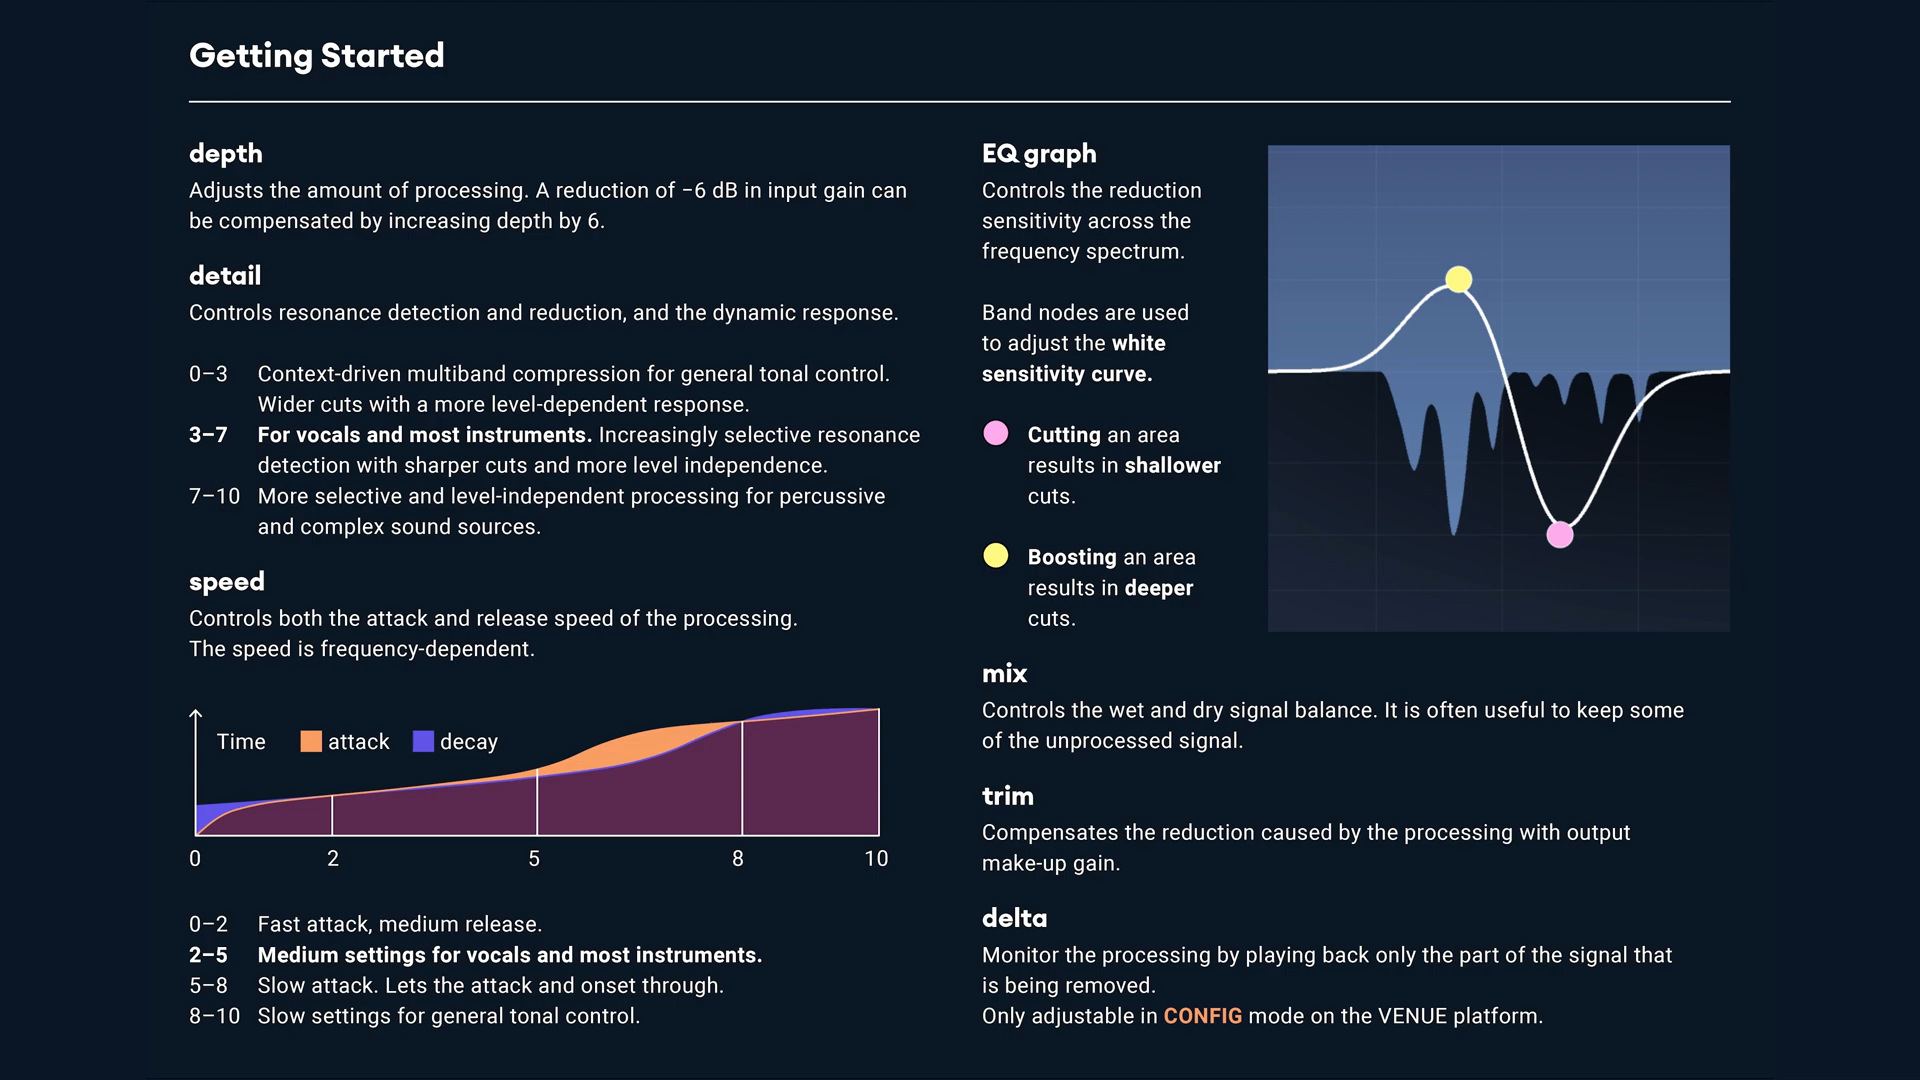 Getting Started
depth
Adjusts the amount of processing. A reduction of −6 dB in input gain can
be compensated by increasing depth by 6.
detail
Controls resonance detection and reduction, and the dynamic response.
0–3 Context-driven multiband compression for general tonal control.
Wider cuts with a more level-dependent response.
3–7 For vocals and most instruments. Increasingly selective resonance
detection with sharper cuts and more level independence.
7–10 More selective and level-independent processing for percussive
and complex sound sources.
speed
Controls both the attack and release speed of the processing.
The speed is frequency-dependent.
Time attack decay
0 2 5 8 10
0–2 Fast attack, medium release.
2–5 Medium settings for vocals and most instruments.
5–8 Slow attack. Lets the attack and onset through.
8–10 Slow settings for general tonal control.
EQ graph
Controls the reduction
sensitivity across the
frequency spectrum.
Band nodes are used
to adjust the white
sensitivity curve.
Cutting an area
results in shallower
cuts.
Boosting an area
results in deeper
cuts.
mix
Controls the wet and dry signal balance. It is often useful to keep some
of the unprocessed signal.
trim
Compensates the reduction caused by the processing with output
make-up gain.
delta
Monitor the processing by playing back only the part of the signal that
is being removed.
Only adjustable in CONFIG mode on the VENUE platform.